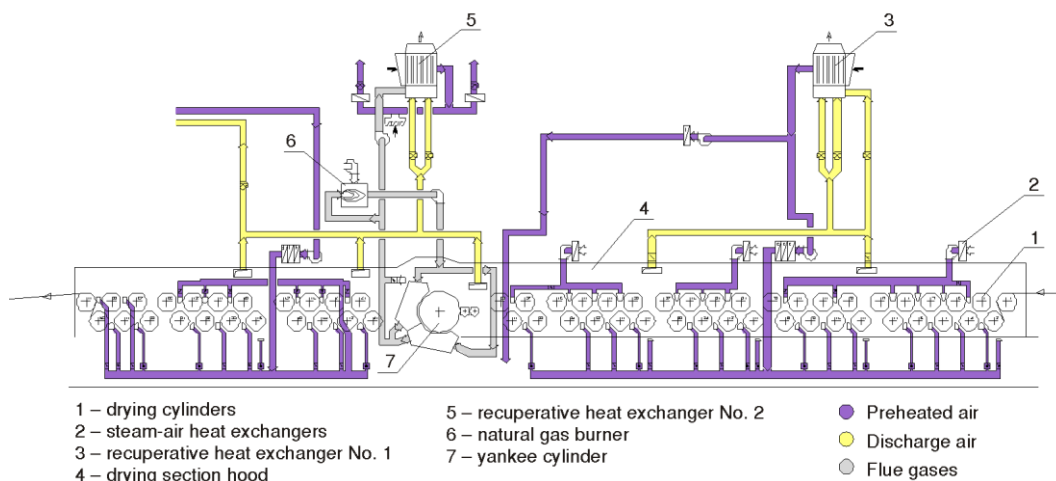 5
3
6
4
2
1
7
1 – drying cylinders
2 – steam-air heat exchangers
3 – recuperative heat exchanger No. 1
4 – drying section hood
5 – recuperative heat exchanger No. 2
6 – natural gas burner
7 – yankee cylinder
Preheated air
Discharge air
Flue gases